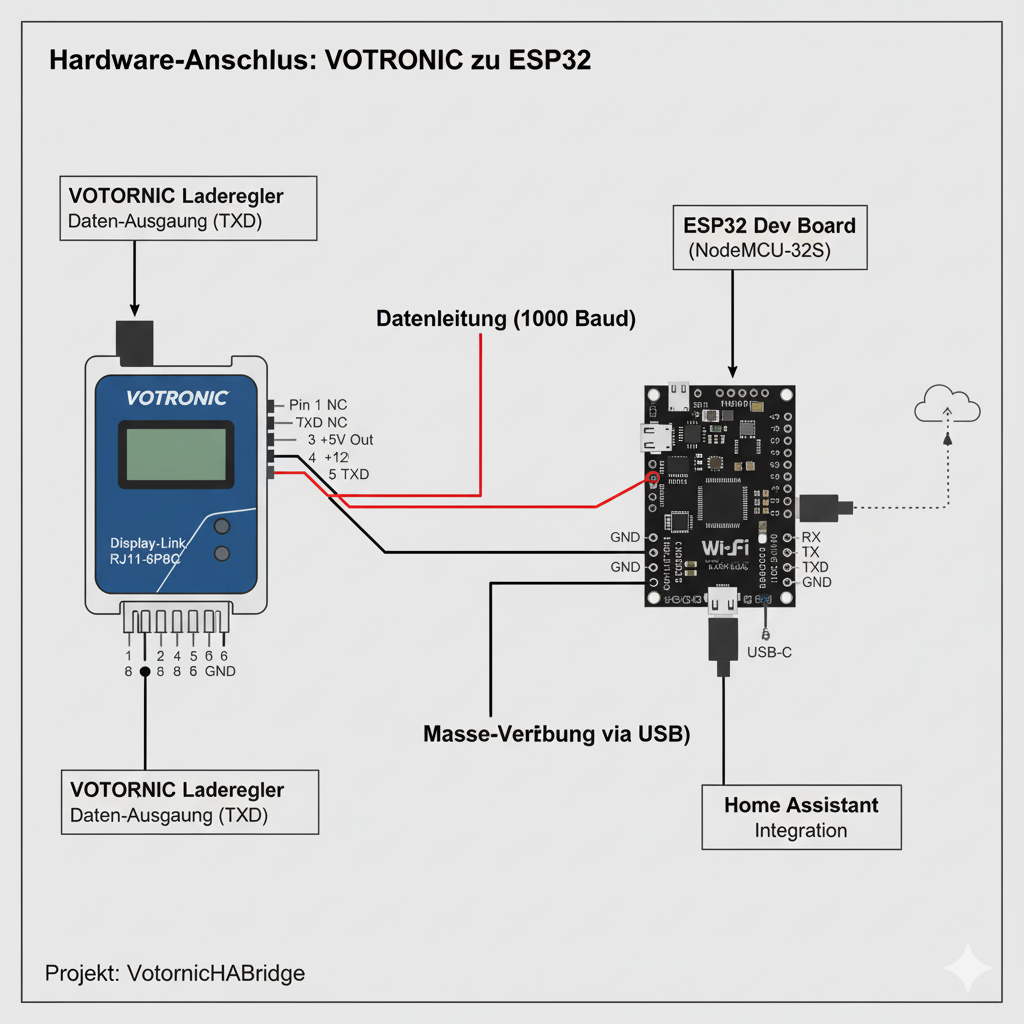 Hardware-Anschlus: VOTRONIC zu ESP32
VOTORNIC Laderegler
Daten-Ausgaung (TXD)
ESP32 Dev Board
(NodeMCU-32S)
Datenleitung (1000 Baud)
VOTRONIC
Pin 1 NC
TXD NC
3 +5V Out
4 +12
5 TXD
Display-Link
RJ11-6P8C
GND
GND
Wi-Fi
RX
TX
TXD
GND
USB-C
1 2 4 5 6 6
8 8 8 6 GND
Masse-Verbung via USB)
VOTORNIC Laderegler
Daten-Ausgaung (TXD)
Home Assistant
Integration
Projekt: VotornicHABridge